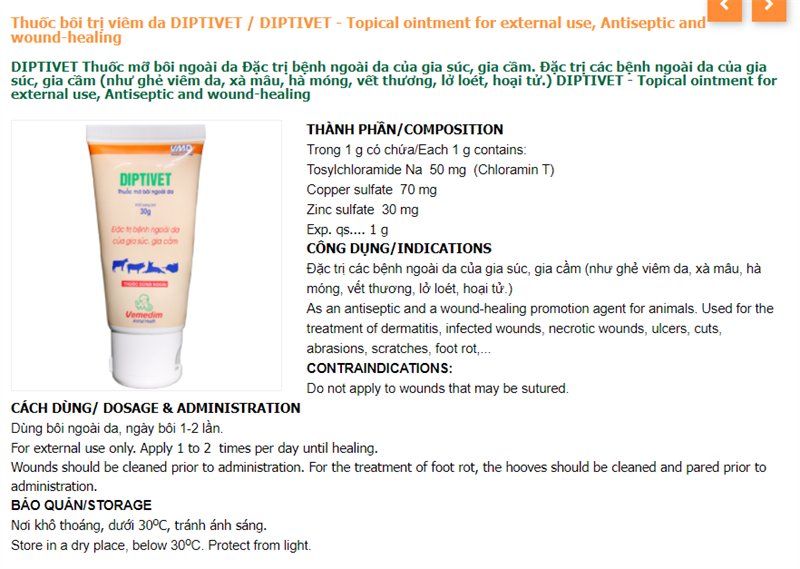 Thuốc bôi trị viêm da DIPTIVET / DIPTIVET - Topical ointment for external use, Antiseptic and
wound-healing
DIPTIVET Thuốc mỡ bôi ngoài da Đặc trị bệnh ngoài da của gia súc, gia cầm. Đặc trị các bệnh ngoài da của gia
súc, gia cầm (như ghẻ viêm da, xà mâu, hà móng, vết thương, lở loét, hoại tử.) DIPTIVET - Topical ointment for
external use, Antiseptic and wound-healing
VMD
DIPTIVET
Thuốc mỡ bôi ngoài da
30g
Đặc trị bệnh ngoài da
của gia súc, gia cầm
THUỐC DÙNG NGOÀI
Vemedim
Animal Health
THÀNH PHẦN/COMPOSITION
Trong 1 g có chứa/Each 1 g contains:
Tosylchloramide Na 50 mg (Chloramin T)
Copper sulfate 70 mg
Zinc sulfate 30 mg
Exp. qs.... 1 g
CÔNG DỤNG/INDICATIONS
Đặc trị các bệnh ngoài da của gia súc, gia cầm (như ghẻ viêm da, xà mâu, hà
móng, vết thương, lở loét, hoại tử.)
As an antiseptic and a wound-healing promotion agent for animals. Used for the
treatment of dermatitis, infected wounds, necrotic wounds, ulcers, cuts,
abrasions, scratches, foot rot,...
CONTRAINDICATIONS:
Do not apply to wounds that may be sutured.
CÁCH DÙNG/ DOSAGE & ADMINISTRATION
Dùng bôi ngoài da, ngày bôi 1-2 lần.
For external use only. Apply 1 to 2 times per day until healing.
Wounds should be cleaned prior to administration. For the treatment of foot rot, the hooves should be cleaned and pared prior to
administration.
BẢO QUẢN/STORAGE
Nơi khô thoáng, dưới 30ºC, tránh ánh sáng.
Store in a dry place, below 30ºC. Protect from light.